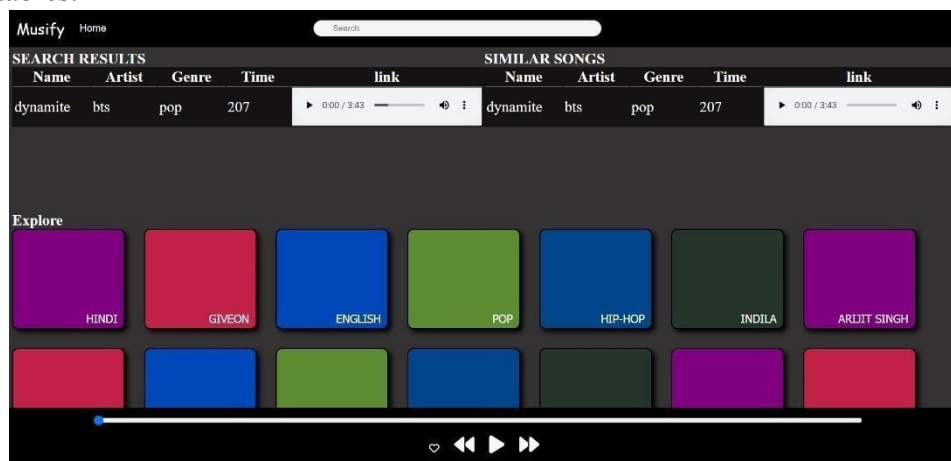 Musify Home Search
SEARCH RESULTS
Name Artist Genre Time link
dynamite bts pop 207 0:00 / 3:43
SIMILAR SONGS
Name Artist Genre Time link
dynamite bts pop 207 0:00 / 3:43
Explore
HINDI GIVEON ENGLISH POP HIP-HOP INDILA ARIJIT SINGH